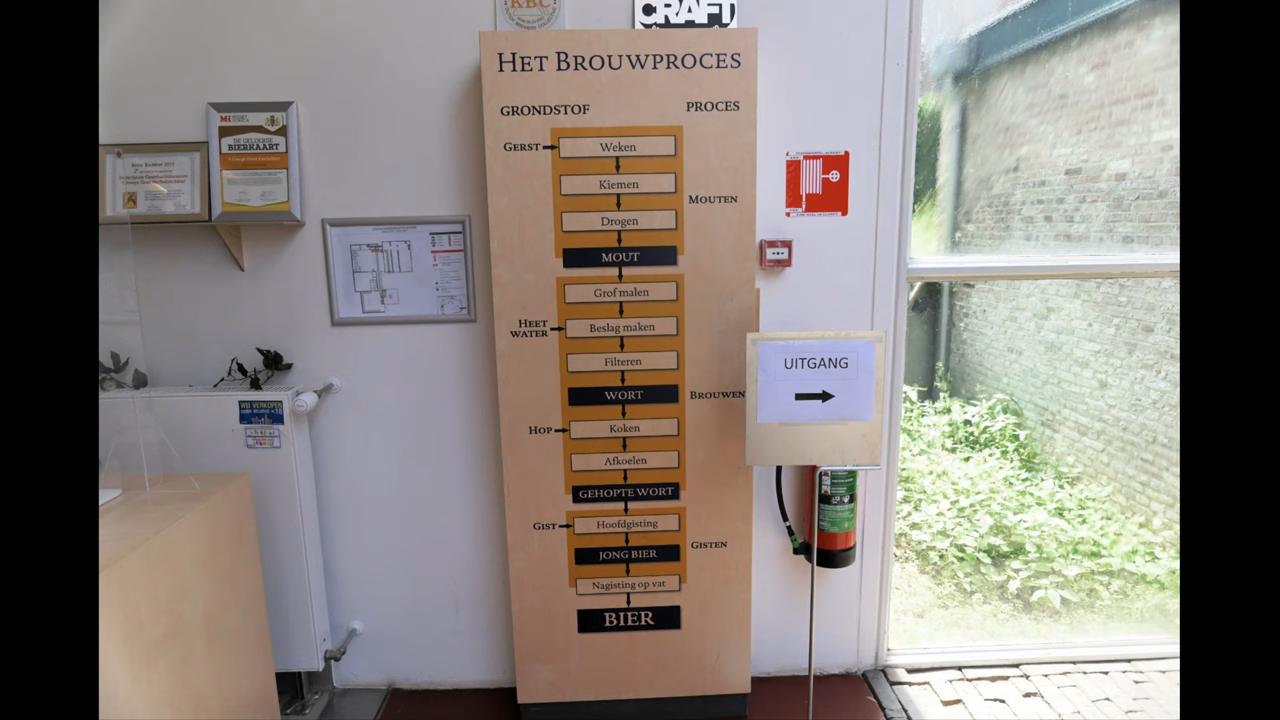 KBC
CRAFT
HET BROUWPROCES
GRONDSTOF
PROCES
GERST
Weken
Kiemen
MOUTEN
Drogen
MOUT
Grof malen
HEET
WATER
Beslag maken
Filteren
WORT
BROUWEN
HOP
Koken
Afkoelen
GEHOPTE WORT
GIST
Hoofdgisting
GISTEN
JONG BIER
Nagisting op vat
BIER
UITGANG
DE GELDERSE
BIERKAART
WIJ VERKOPEN